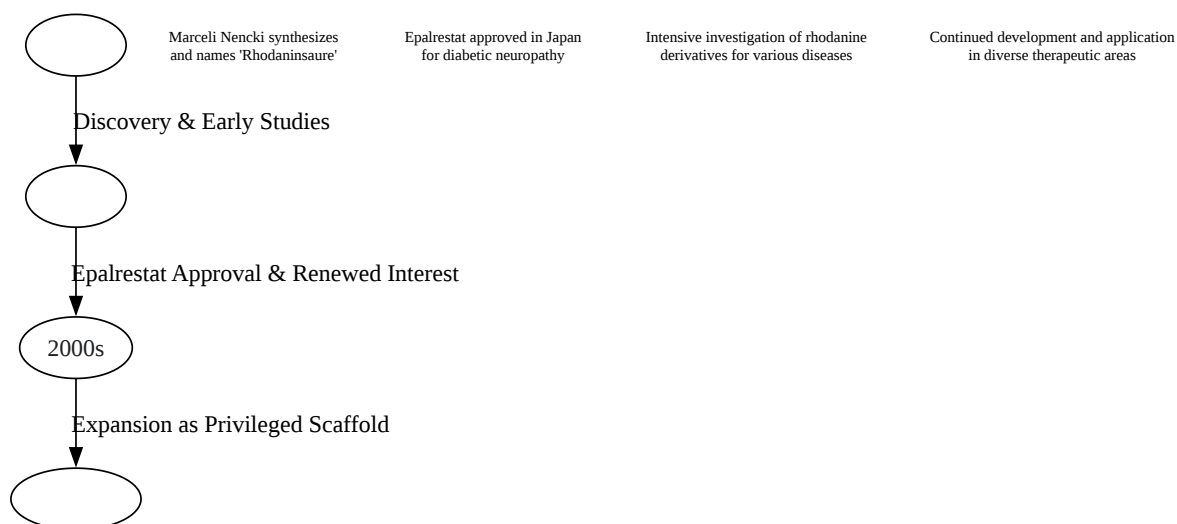 Marceli Nencki synthesizes
and names 'Rhodaninsaure'
Epalrestat approved in Japan
for diabetic neuropathy
Intensive investigation of rhodanine
derivatives for various diseases
Continued development and application
in diverse therapeutic areas
Discovery & Early Studies
Epalrestat Approval & Renewed Interest
2000s
Expansion as Privileged Scaffold